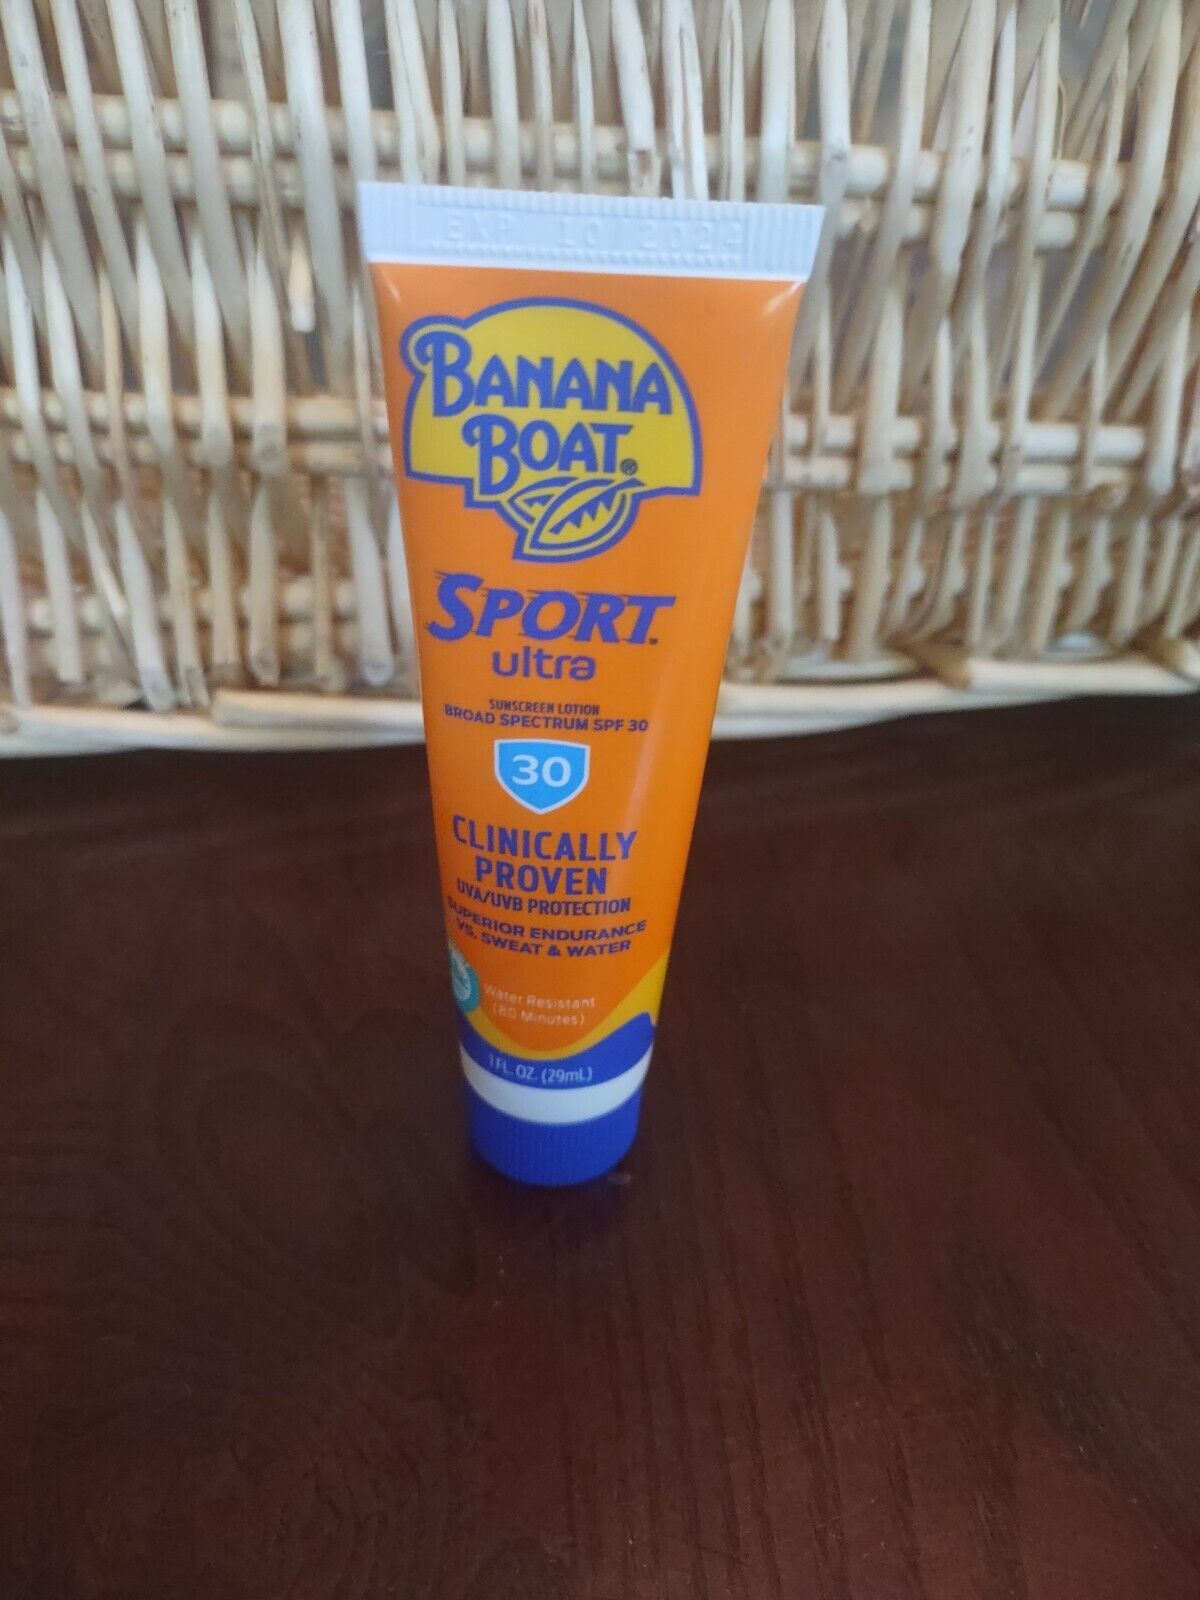 EXP 10/2024
BANANA
BOAT®
SPORT™
ultra
SUNSCREEN LOTION
BROAD SPECTRUM SPF 30
30
CLINICALLY
PROVEN
UVA/UVB PROTECTION
SUPERIOR ENDURANCE
VS. SWEAT & WATER
Water Resistant
(80 Minutes)
1 FL. OZ. (29mL)